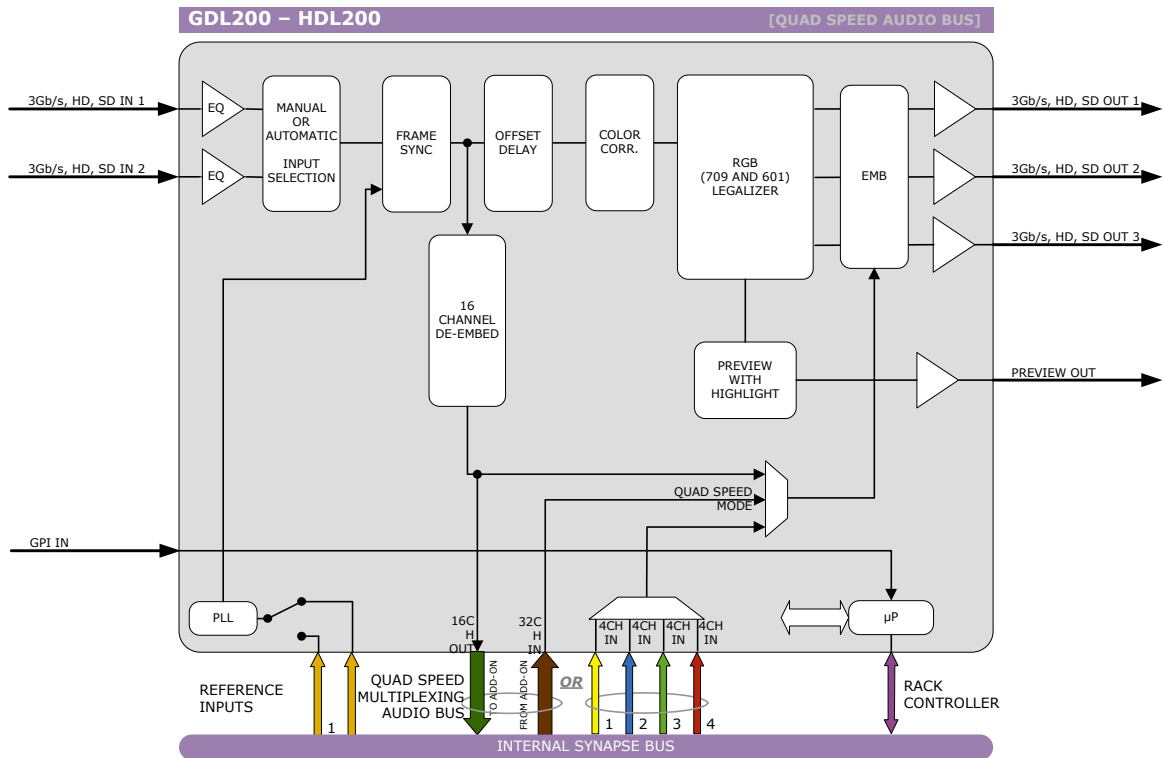 GDL200 – HDL200
[QUAD SPEED AUDIO BUS]
3Gb/s, HD, SD IN 1
3Gb/s, HD, SD IN 2
EQ
EQ
MANUAL
OR
AUTOMATIC
INPUT
SELECTION
FRAME
SYNC
OFFSET
DELAY
COLOR
CORR.
RGB
(709 AND 601)
LEGALIZER
EMB
3Gb/s, HD, SD OUT 1
3Gb/s, HD, SD OUT 2
3Gb/s, HD, SD OUT 3
16
CHANNEL
DE-EMBED
PREVIEW
WITH
HIGHLIGHT
PREVIEW OUT
QUAD SPEED
MODE
GPI IN
PLL
µP
16C
H
OUT
32C
H
IN
4CH
IN
4CH
IN
4CH
IN
4CH
IN
REFERENCE
INPUTS
1
QUAD SPEED
MULTIPLEXING
AUDIO BUS
TO ADD-ON
FROM ADD-ON
OR
1
2
3
4
RACK
CONTROLLER
INTERNAL SYNAPSE BUS